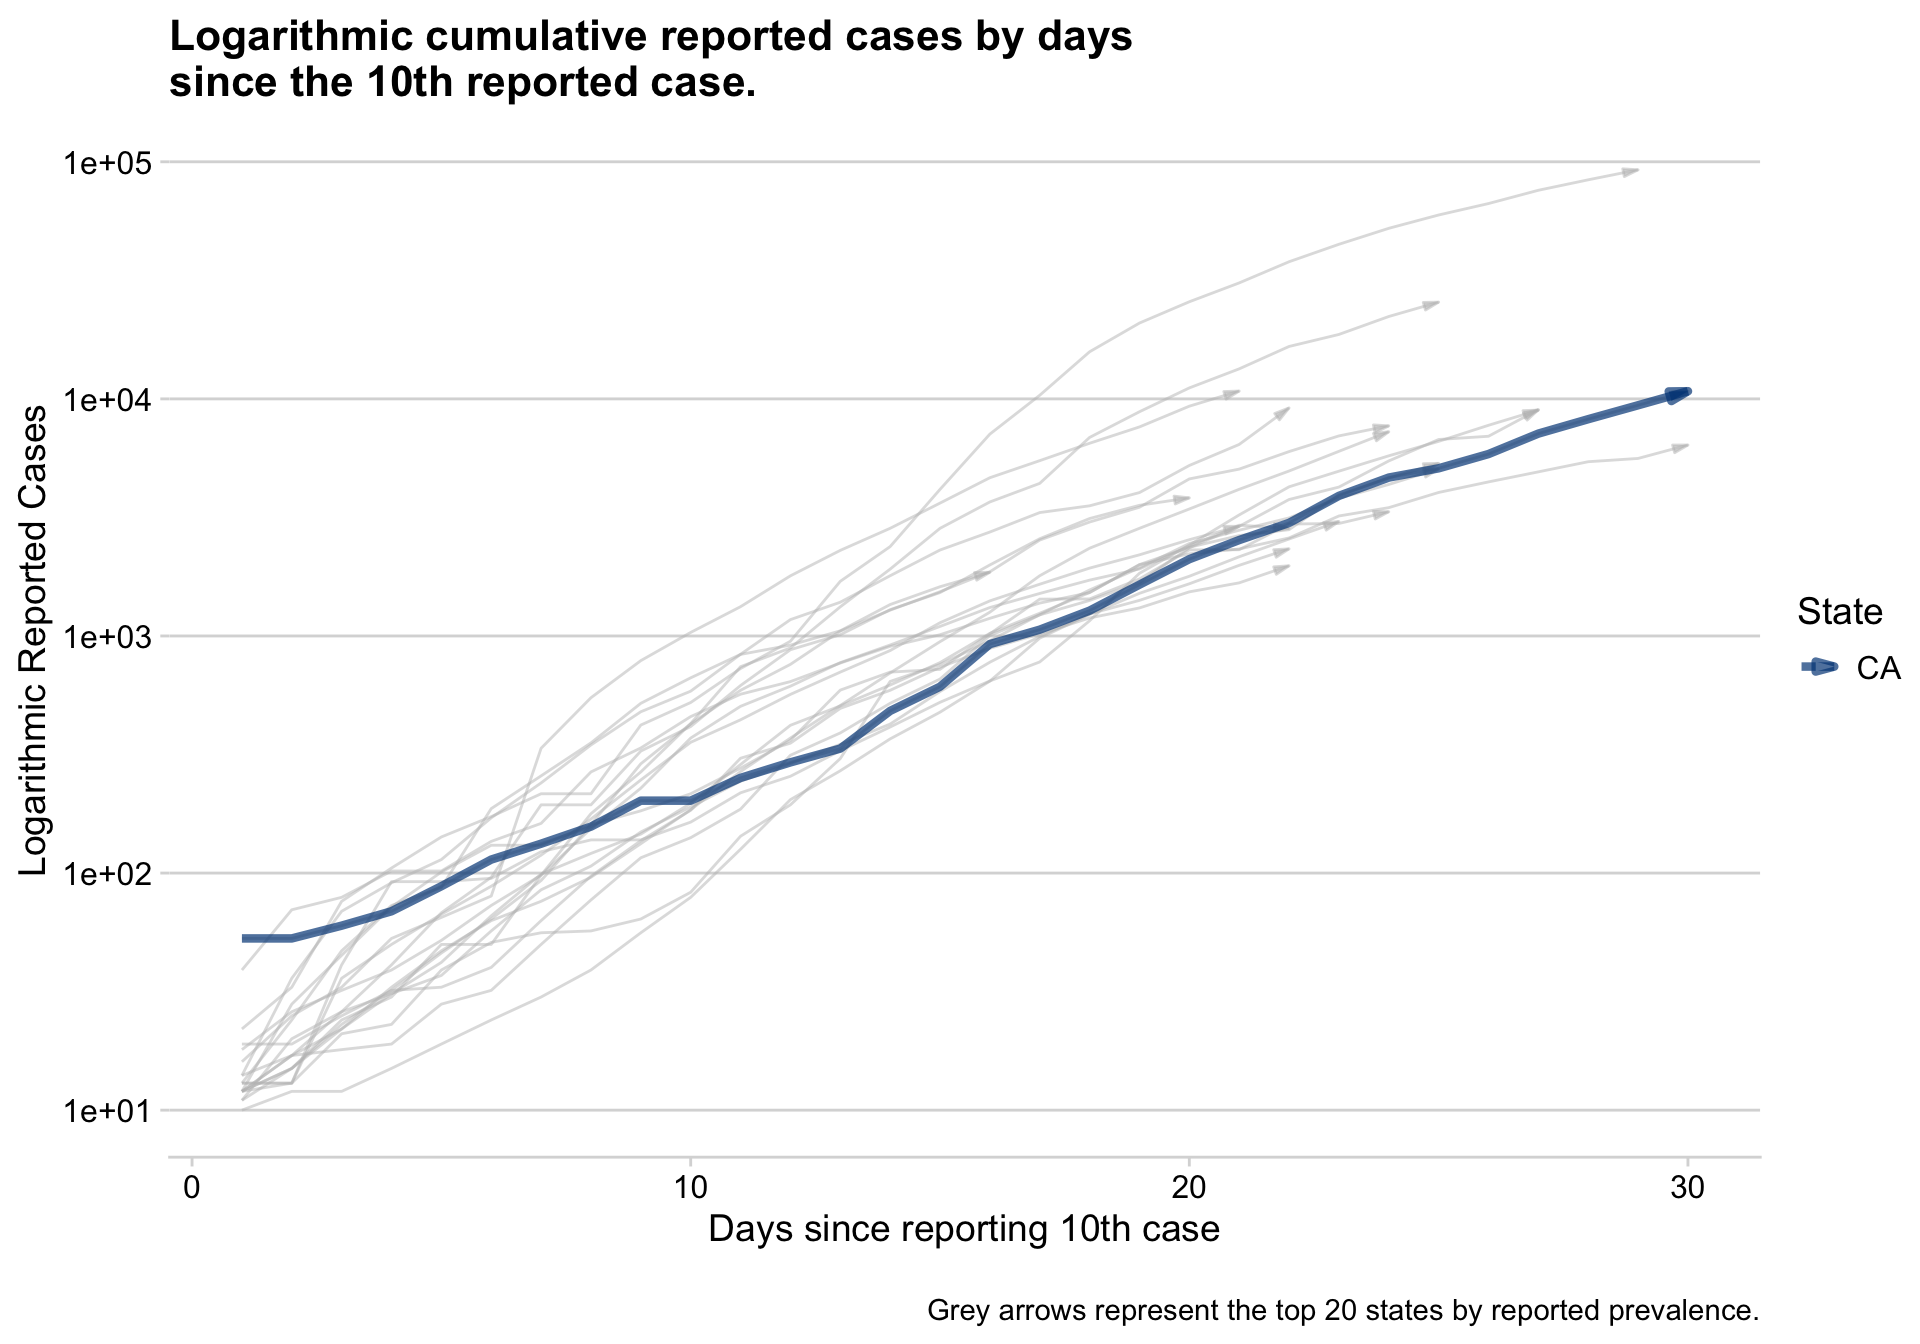 Logarithmic cumulative reported cases by days
since the 10th reported case.
1e+05
1e+04
1e+03
1e+02
1e+01
Logarithmic Reported Cases
0 10 20 30
Days since reporting 10th case
State
CA
Grey arrows represent the top 20 states by reported prevalence.